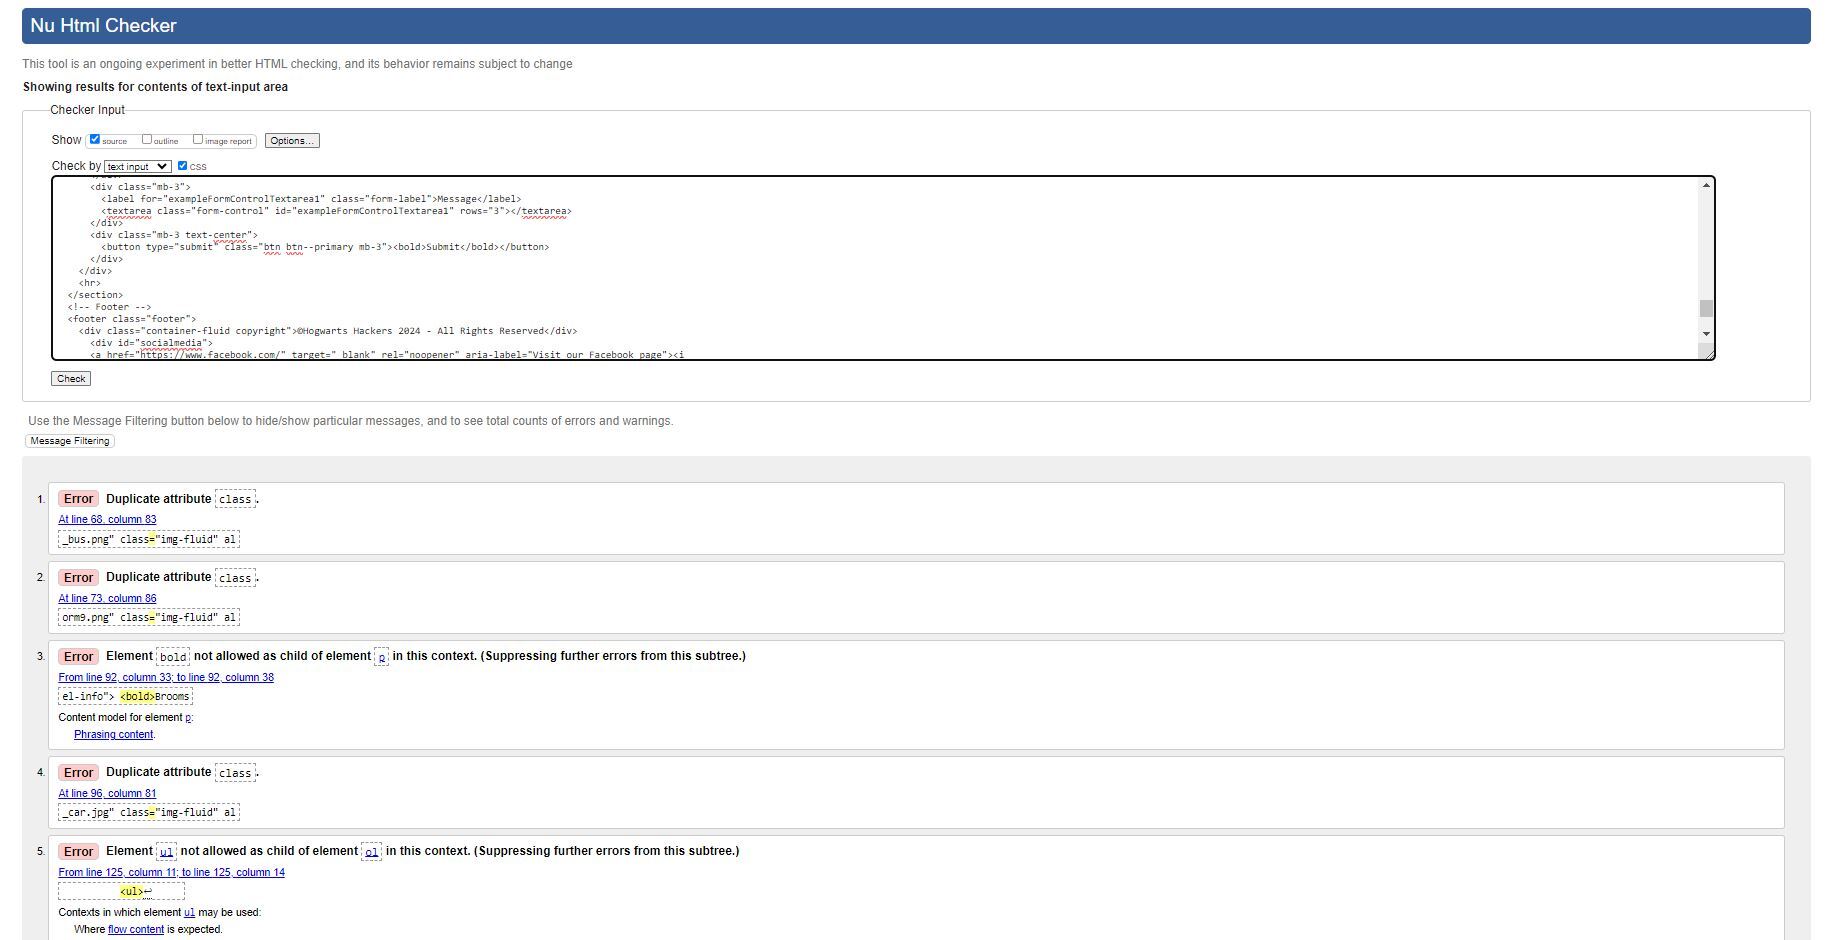 Nu Html Checker
This tool is an ongoing experiment in better HTML checking, and its behavior remains subject to change
Showing results for contents of text-input area
Checker Input
Show source outline image report Options...
Check by text input css
<div class="mb-3">
<label for="exampleFormControlTextarea1" class="form-label">Message</label>
<textarea class="form-control" id="exampleFormControlTextarea1" rows="3"></textarea>
</div>
<div class="mb-3 text-center">
<button type="submit" class="btn btn--primary mb-3"><bold>Submit</bold></button>
</div>
</div>
<hr>
</section>
<!-- Footer -->
<footer class="footer">
<div class="container-fluid copyright">©Hogwarts Hackers 2024 - All Rights Reserved</div>
<div id="socialmedia">
<a href="https://www.facebook.com/" target="_blank" rel="noopener" aria-label="Visit our Facebook page"><i
Check
Use the Message Filtering button below to hide/show particular messages, and to see total counts of errors and warnings.
Message Filtering
1. Error Duplicate attribute class.
At line 68, column 83
_bus.png" class="img-fluid" al
2. Error Duplicate attribute class.
At line 73, column 86
orm9.png" class="img-fluid" al
3. Error Element bold not allowed as child of element p in this context. (Suppressing further errors from this subtree.)
From line 92, column 33; to line 92, column 38
el-info"> <bold>Brooms
Content model for element p:
Phrasing content.
4. Error Duplicate attribute class.
At line 96, column 81
_car.jpg" class="img-fluid" al
5. Error Element ul not allowed as child of element ol in this context. (Suppressing further errors from this subtree.)
From line 125, column 11; to line 125, column 14
<ul>↩
Contexts in which element ul may be used:
Where flow content is expected.